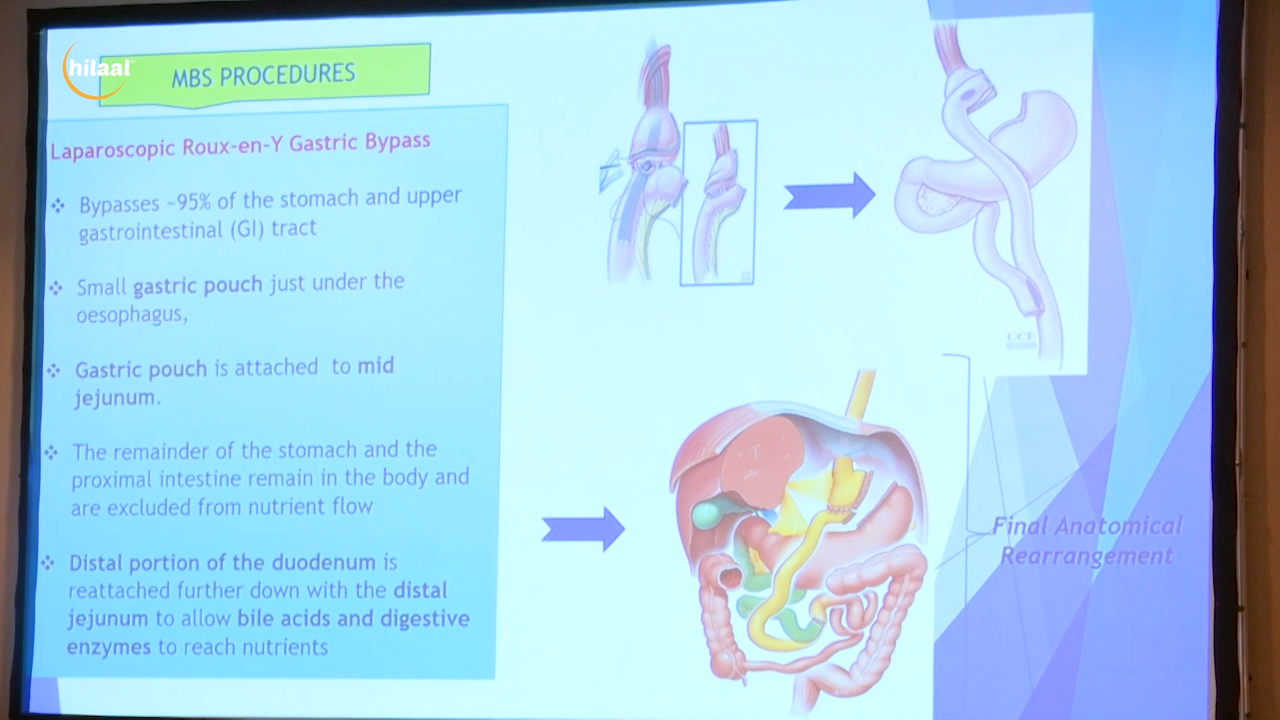 hilaal
MBS PROCEDURES
Laparoscopic Roux-en-Y Gastric Bypass
❖ Bypasses ~95% of the stomach and upper
gastrointestinal (GI) tract
❖ Small gastric pouch just under the
oesophagus,
❖ Gastric pouch is attached to mid
jejunum.
❖ The remainder of the stomach and the
proximal intestine remain in the body and
are excluded from nutrient flow
❖ Distal portion of the duodenum is
reattached further down with the distal
jejunum to allow bile acids and digestive
enzymes to reach nutrients
CCF
Final Anatomical
Rearrangement